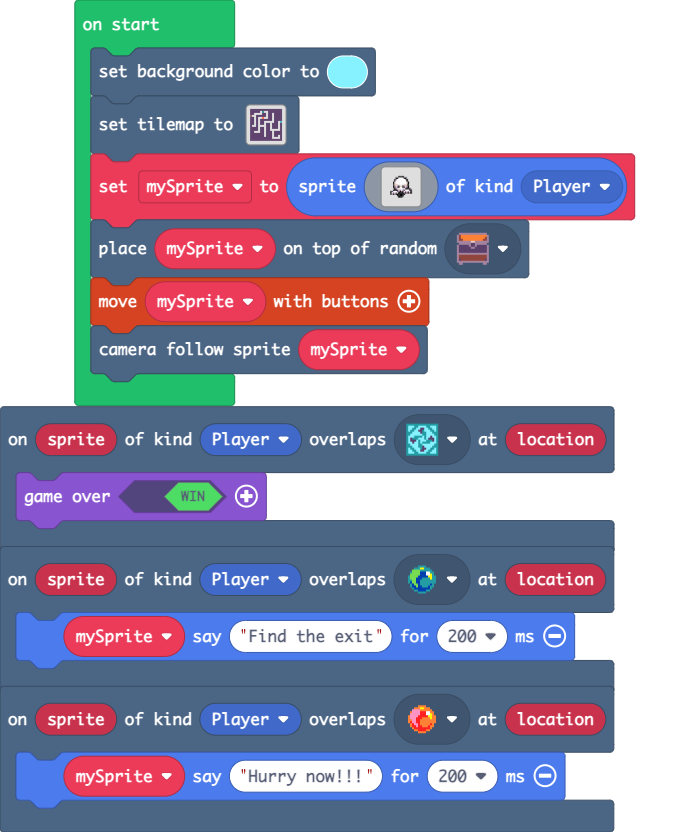 on start
set background color to
set tilemap to
set mySprite to sprite of kind Player
place mySprite on top of random
move mySprite with buttons
camera follow sprite mySprite
on sprite of kind Player overlaps at location
game over WIN
on sprite of kind Player overlaps at location
mySprite say "Find the exit" for 200 ms
on sprite of kind Player overlaps at location
mySprite say "Hurry now!!!" for 200 ms